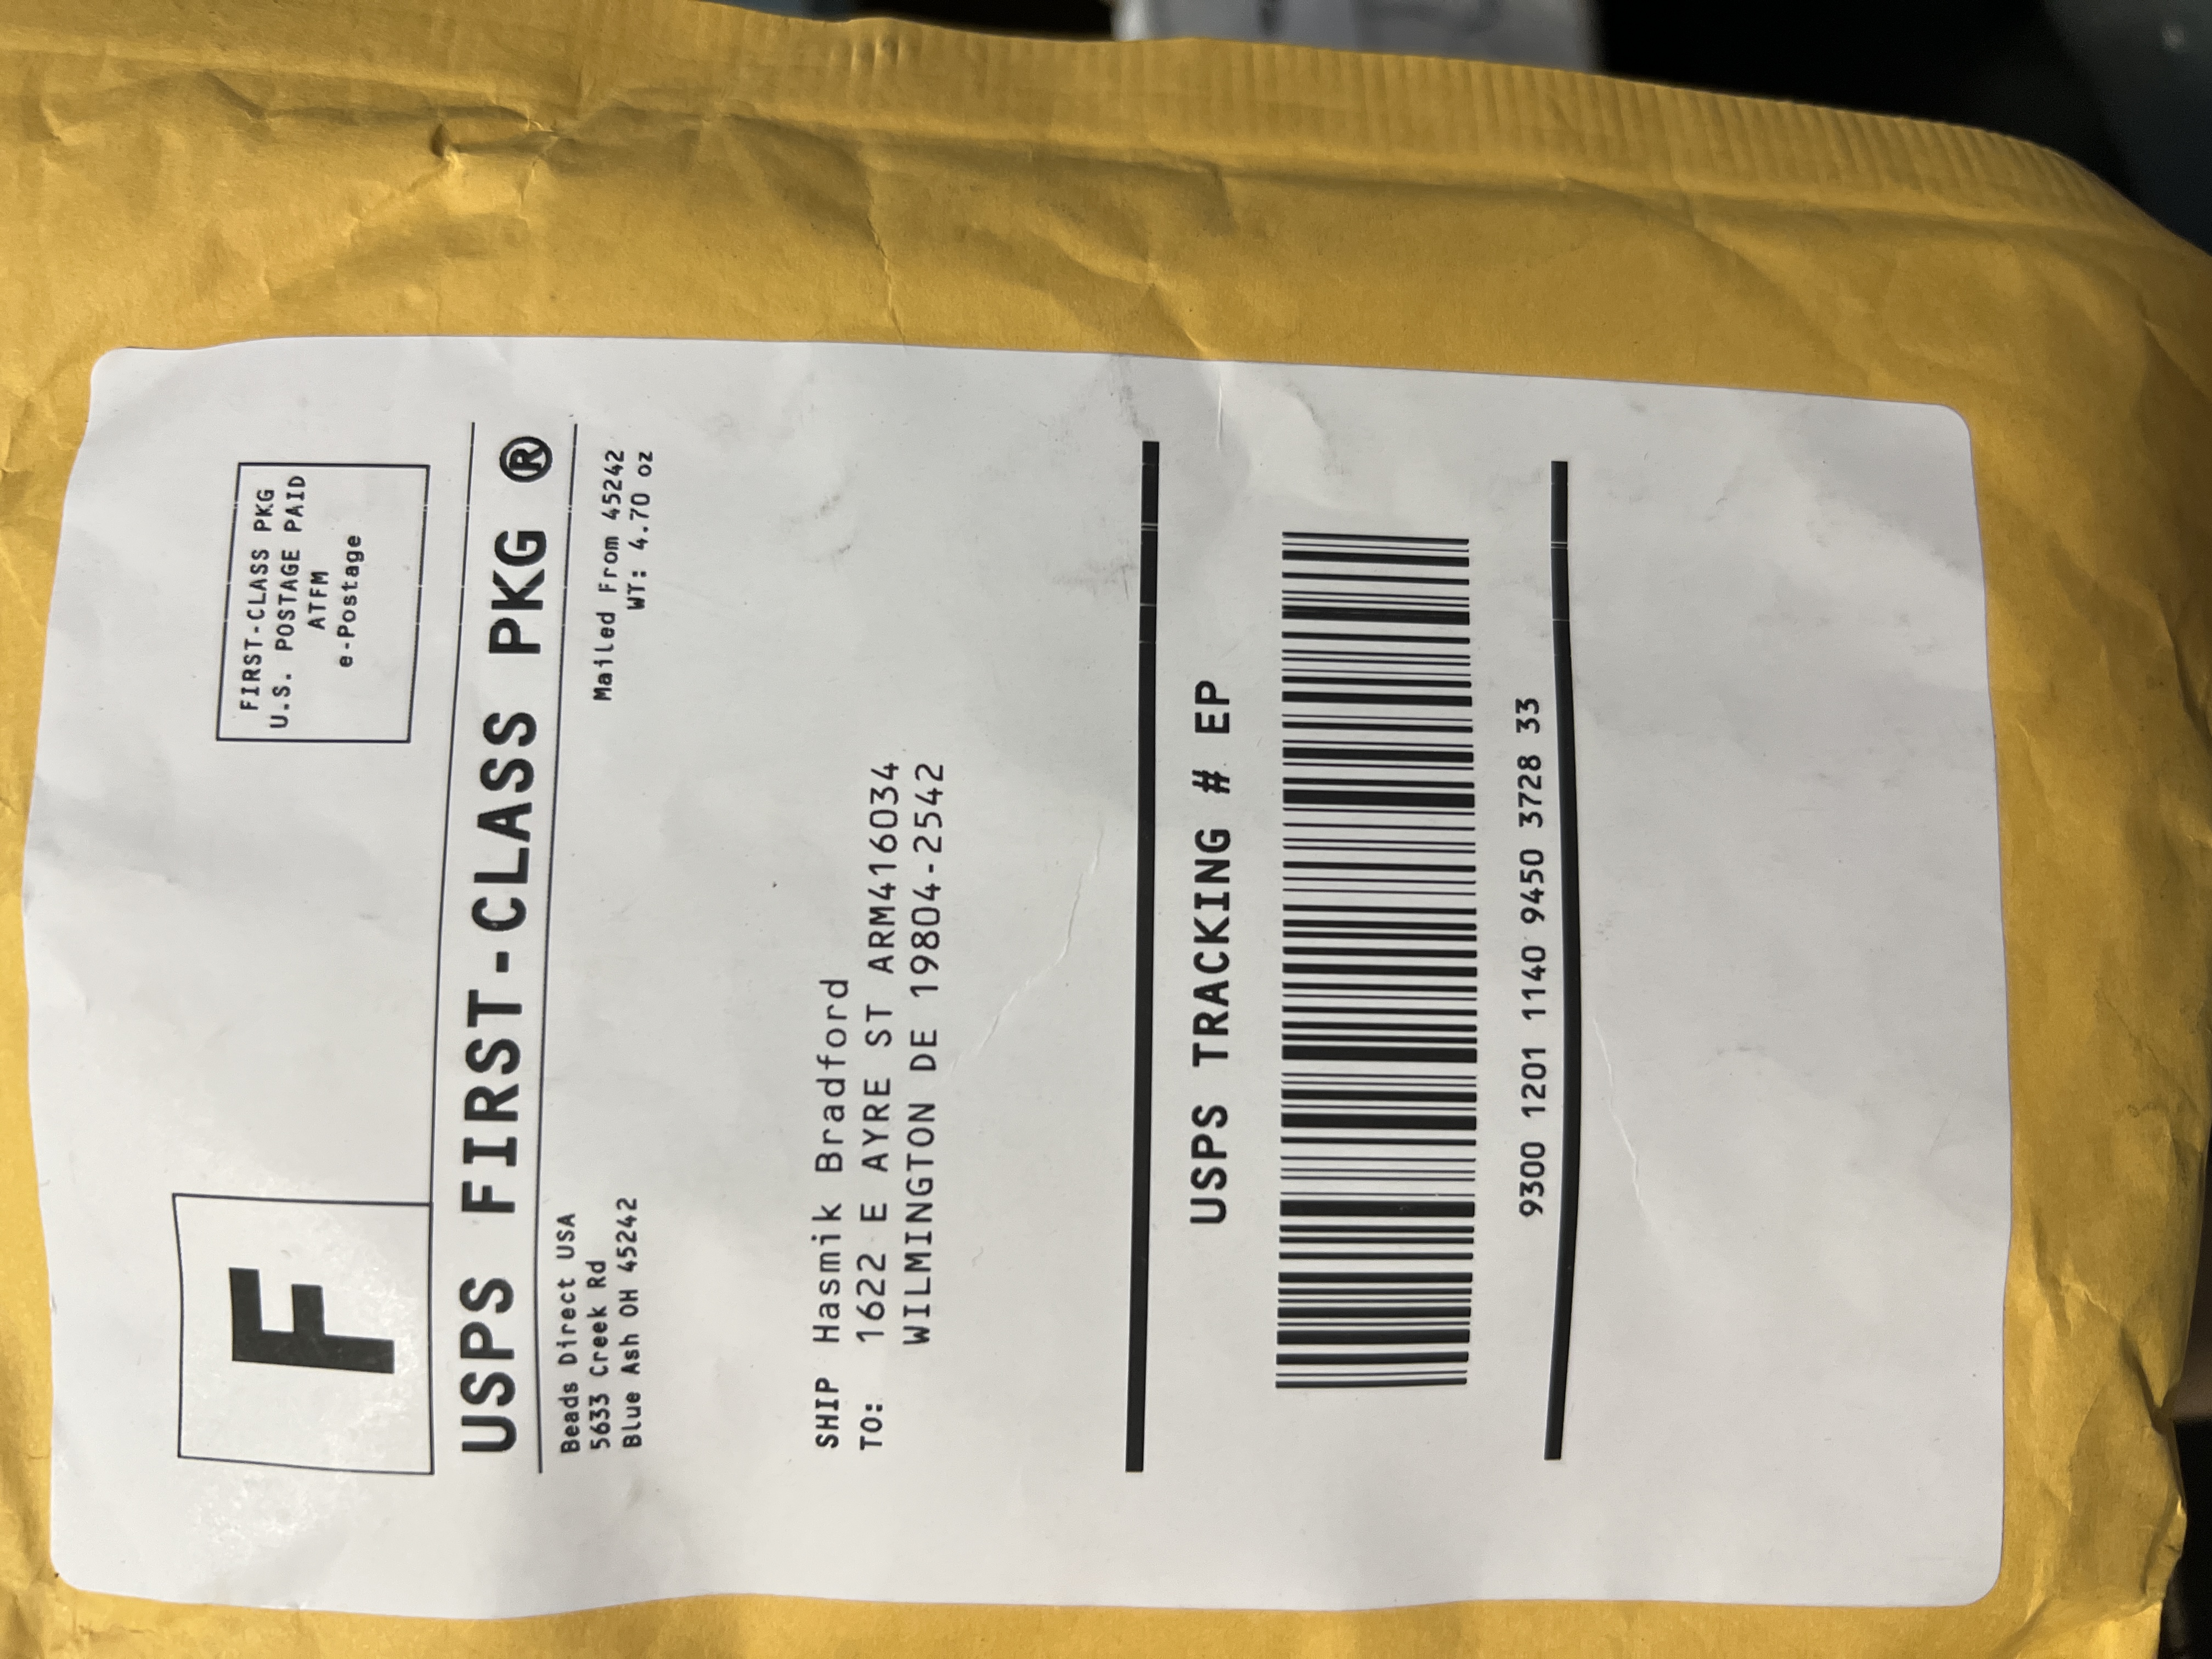 F
FIRST-CLASS PKG
U.S. POSTAGE PAID
ATFM
e-Postage
USPS FIRST-CLASS PKG ®
Beads Direct USA
5633 Creek Rd
Blue Ash OH 45242
Mailed From 45242
WT: 4.70 oz
SHIP Hasmik Bradford
TO: 1622 E AYRE ST ARM416034
WILMINGTON DE 19804-2542
USPS TRACKING # EP
9300 1201 1140 9450 3728 33